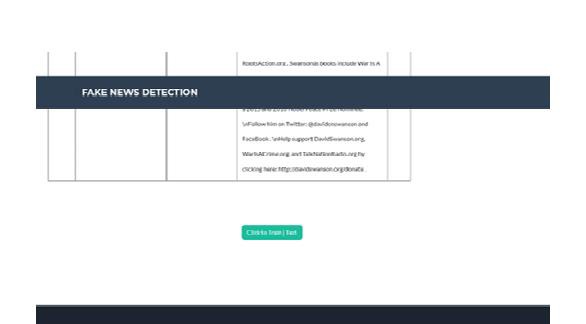 RootsAction.org . Swansonis books include War Is A
FAKE NEWS DETECTION
a 2015 and 2016 Nobel Peace Prize Nominee.
\nFollow him on Twitter: @davidcnswanson and
FaceBook. \nHelp support DavidSwanson.org,
WarIsACrime.org, and TalkNationRadio.org by
clicking here: http://davidswanson.org/donate.
Click to Train | Test